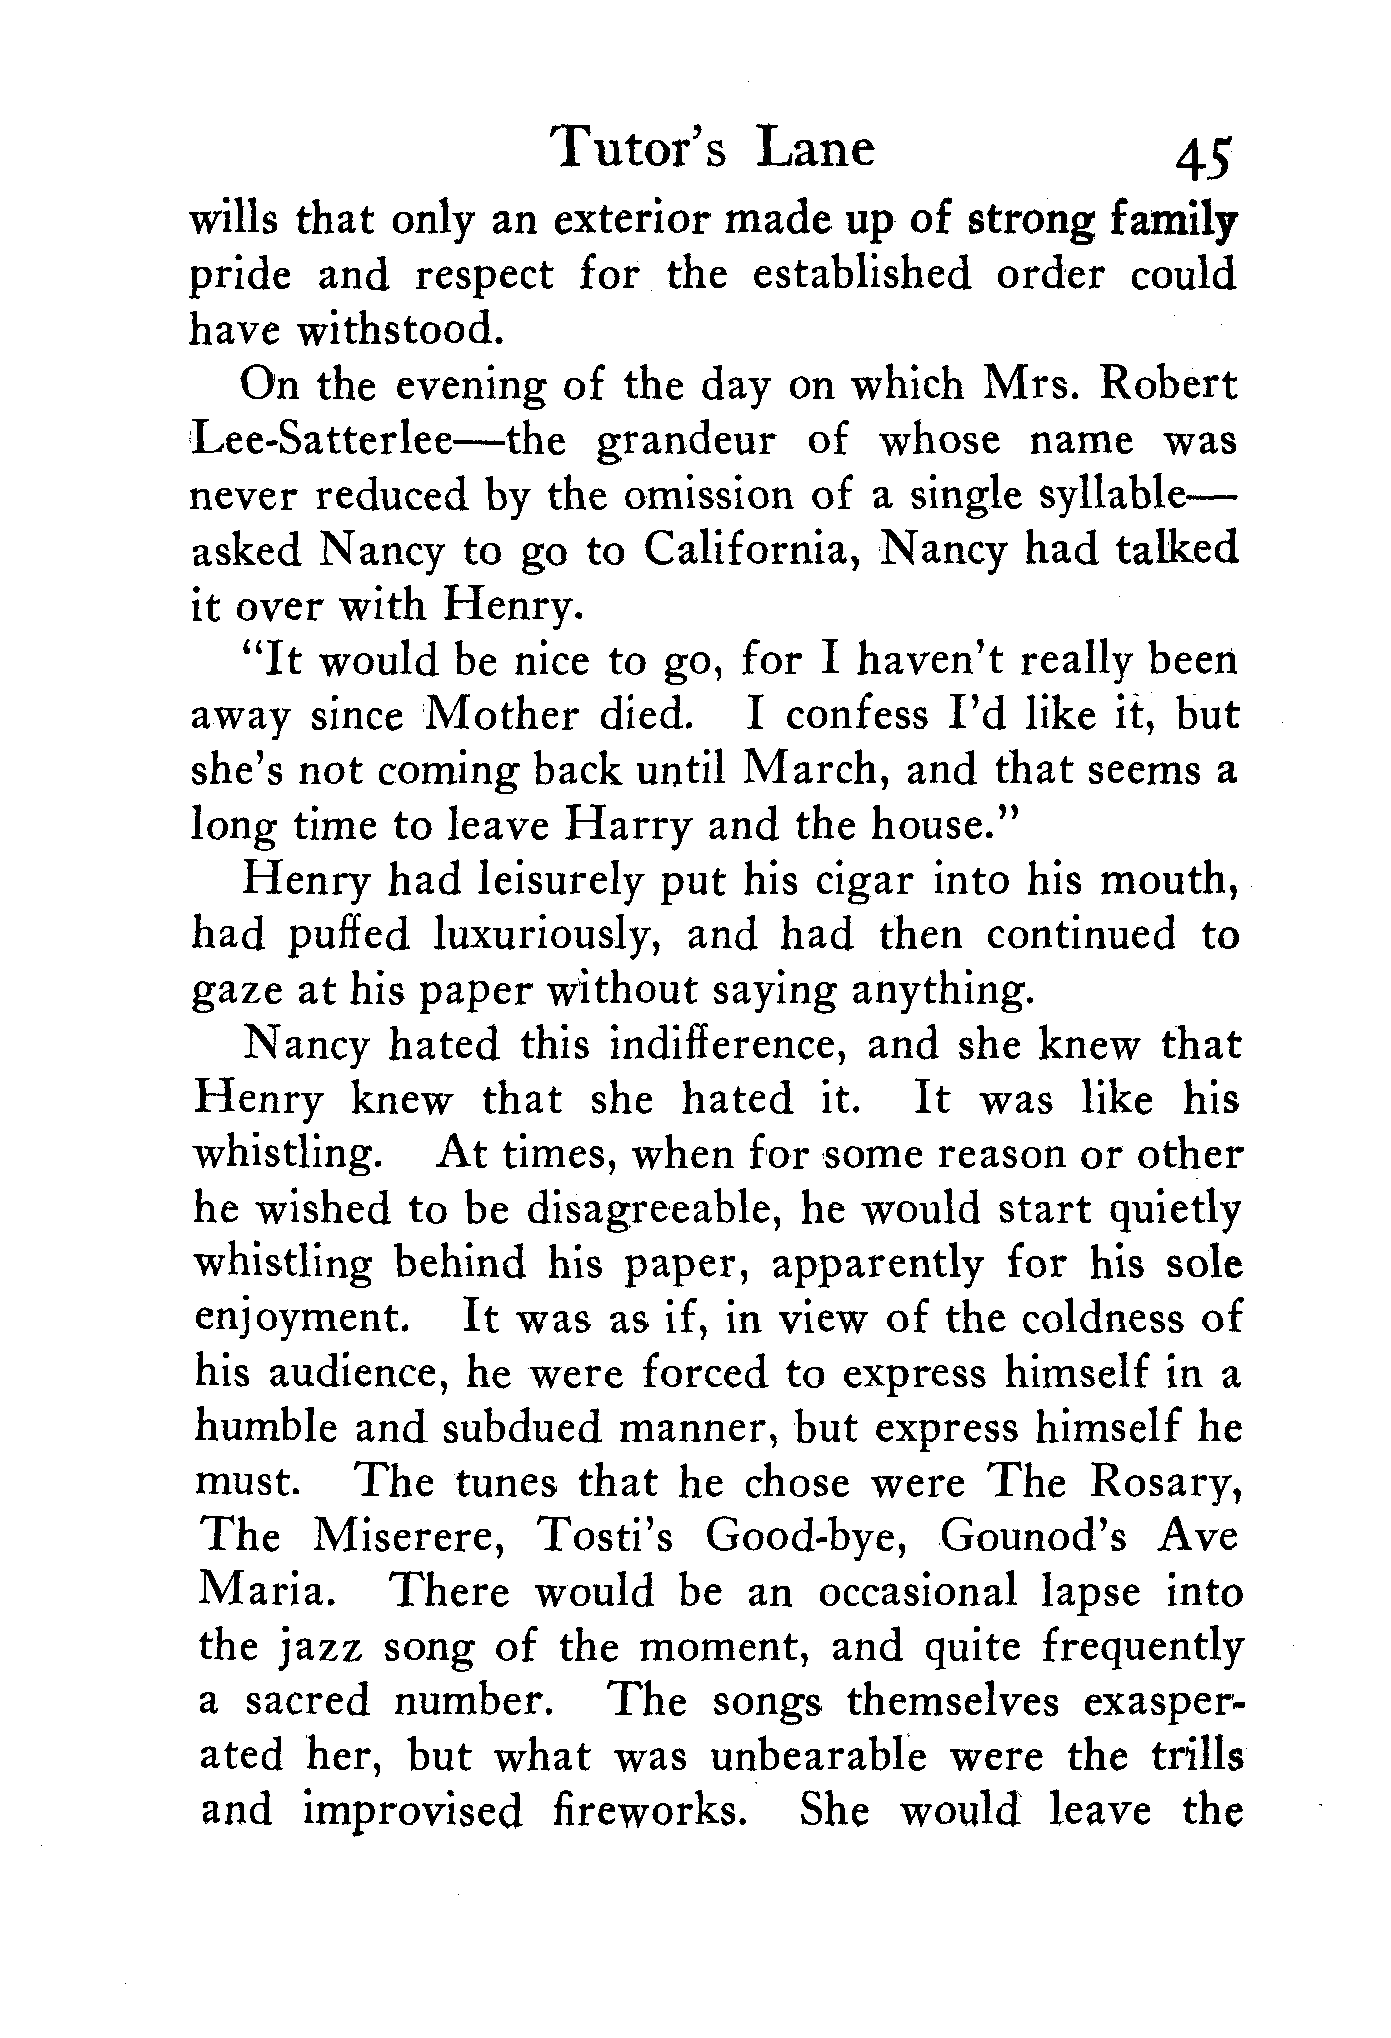 Tutor's Lane 45
wills that only an exterior made up of strong family
pride and respect for the established order could
have withstood.
On the evening of the day on which Mrs. Robert
Lee-Satterlee—the grandeur of whose name was
never reduced by the omission of a single syllable—
asked Nancy to go to California, Nancy had talked
it over with Henry.
"It would be nice to go, for I haven't really been
away since Mother died. I confess I'd like it, but
she's not coming back until March, and that seems a
long time to leave Harry and the house."
Henry had leisurely put his cigar into his mouth,
had puffed luxuriously, and had then continued to
gaze at his paper without saying anything.
Nancy hated this indifference, and she knew that
Henry knew that she hated it. It was like his
whistling. At times, when for some reason or other
he wished to be disagreeable, he would start quietly
whistling behind his paper, apparently for his sole
enjoyment. It was as if, in view of the coldness of
his audience, he were forced to express himself in a
humble and subdued manner, but express himself he
must. The tunes that he chose were The Rosary,
The Miserere, Tosti's Good-bye, Gounod's Ave
Maria. There would be an occasional lapse into
the jazz song of the moment, and quite frequently
a sacred number. The songs themselves exasper-
ated her, but what was unbearable were the trills
and improvised fireworks. She would leave the